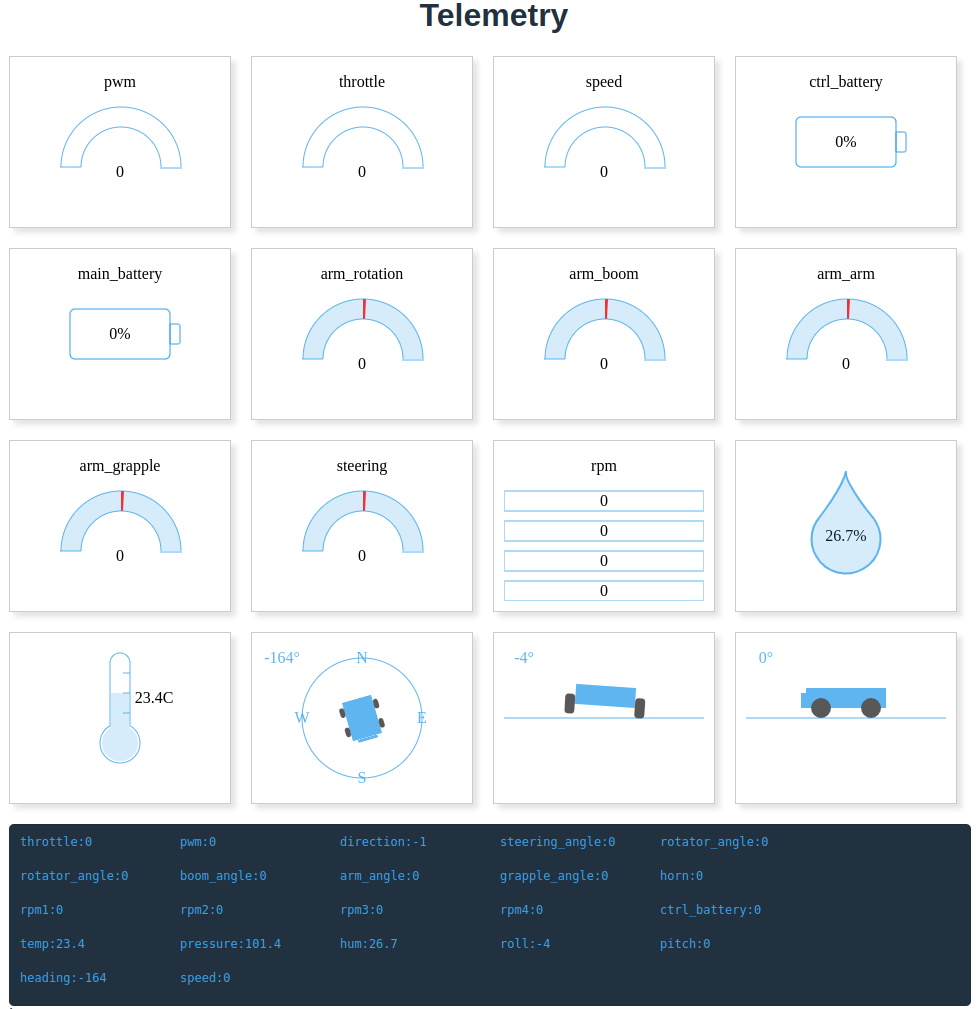 Telemetry
pwm throttle speed ctrl_battery
0 0 0 0%
main_battery arm_rotation arm_boom arm_arm
0% 0 0 0
arm_grapple steering rpm
0 0 0
0
0
0
26.7%
23.4C
-164° N W E S
-4°
0°
throttle:0 pwm:0 direction:-1 steering_angle:0 rotator_angle:0
rotator_angle:0 boom_angle:0 arm_angle:0 grapple_angle:0 horn:0
rpm1:0 rpm2:0 rpm3:0 rpm4:0 ctrl_battery:0
temp:23.4 pressure:101.4 hum:26.7 roll:-4 pitch:0
heading:-164 speed:0